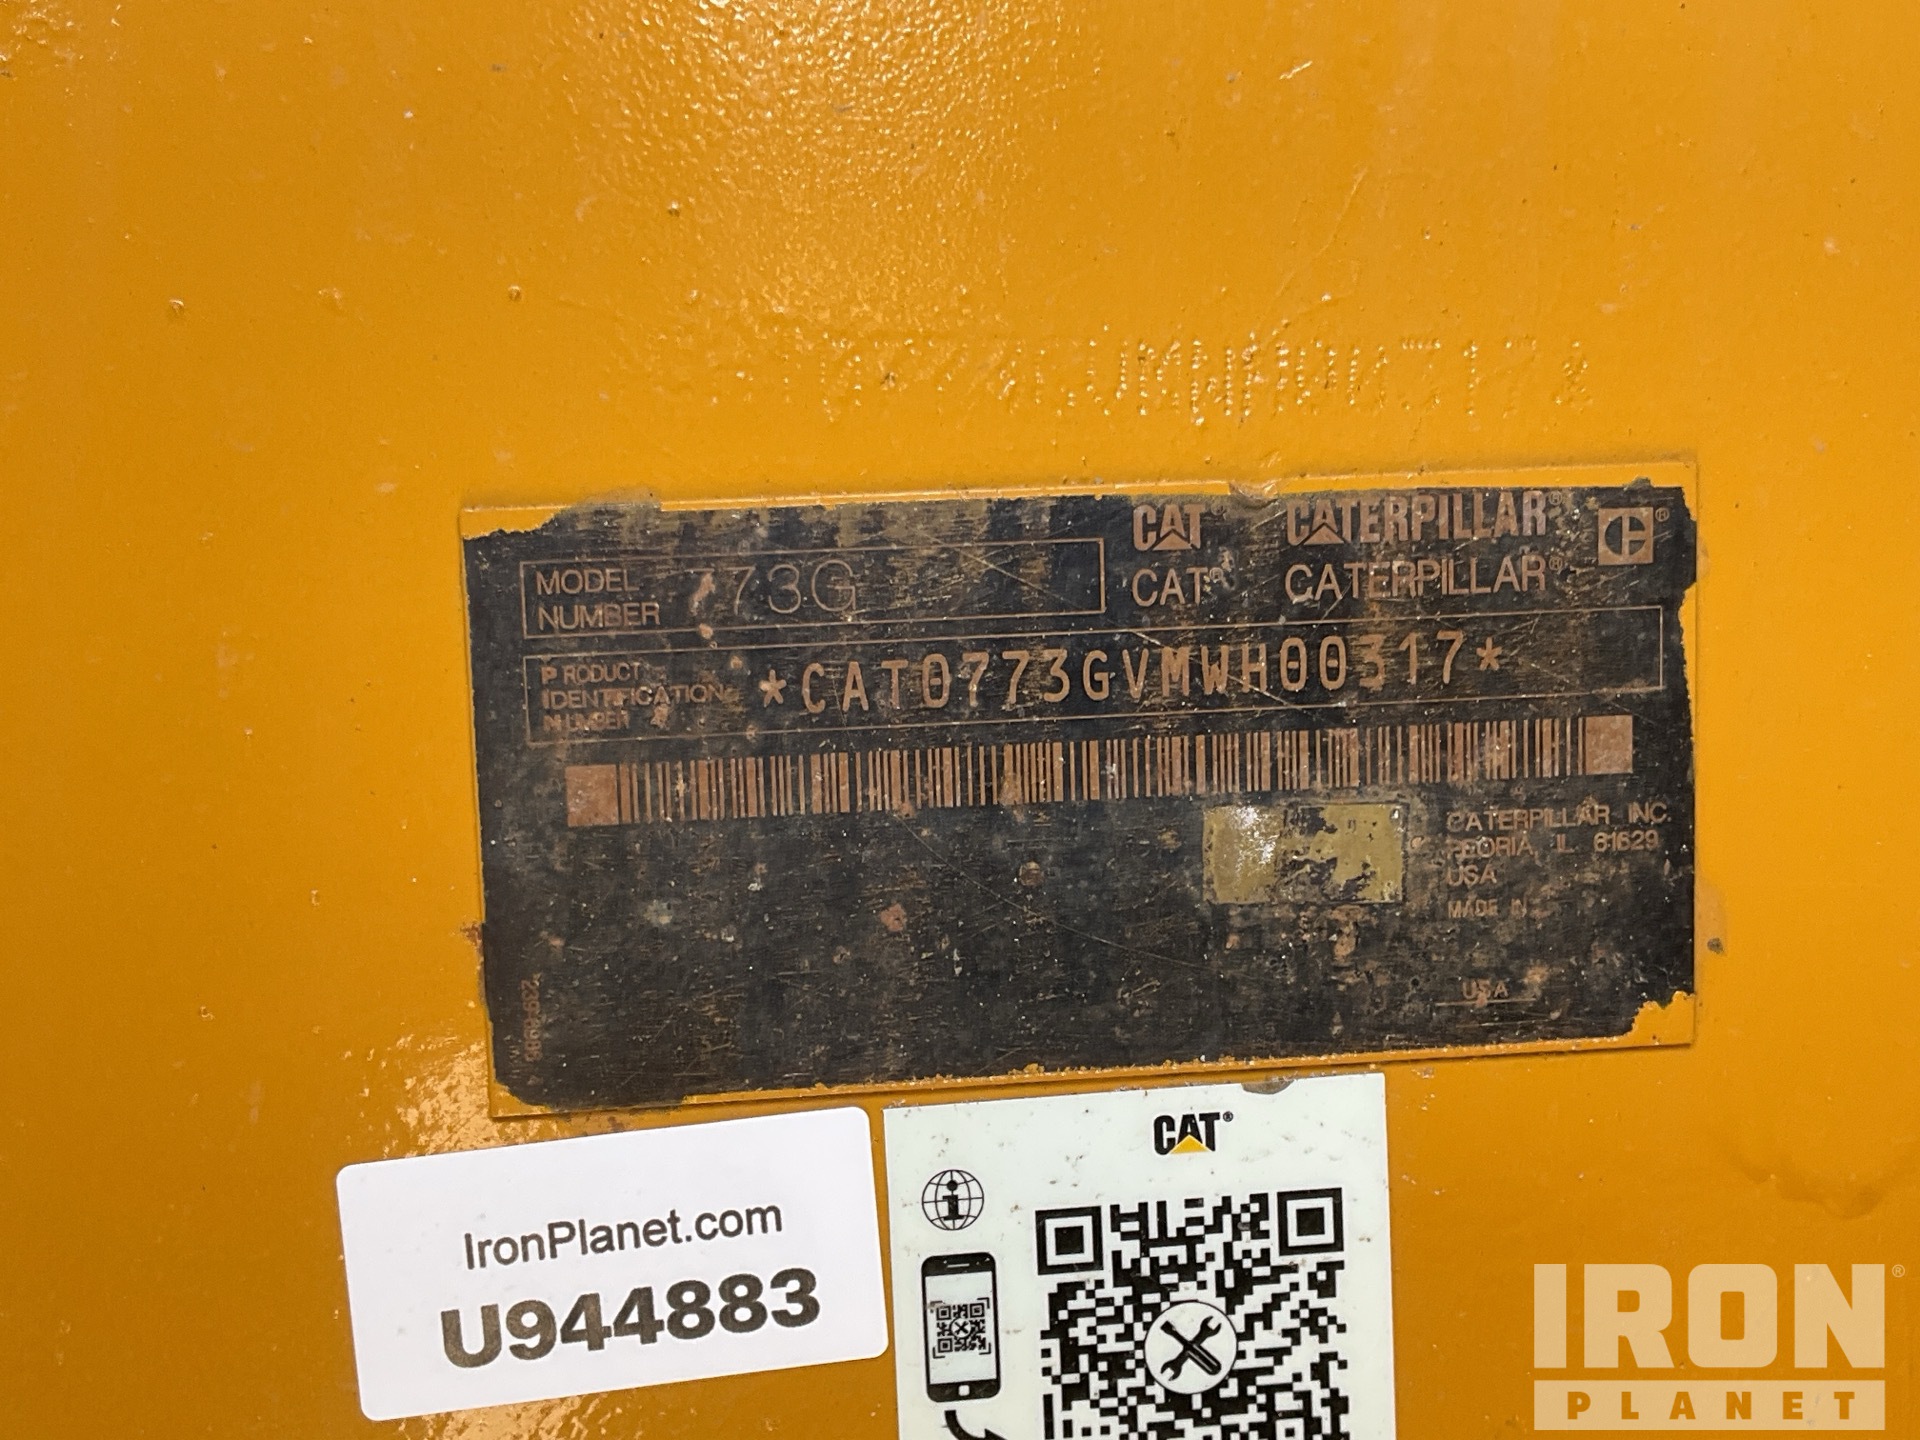 CAT® CATERPILLAR®
CAT® CATERPILLAR®
MODEL NUMBER 773G
PRODUCT IDENTIFICATION NUMBER *CAT0773GVMWH00317*
CATERPILLAR INC.
PEORIA, IL 61629
USA
MADE IN
USA
IronPlanet.com
U944883
CAT®
IRON®
PLANET